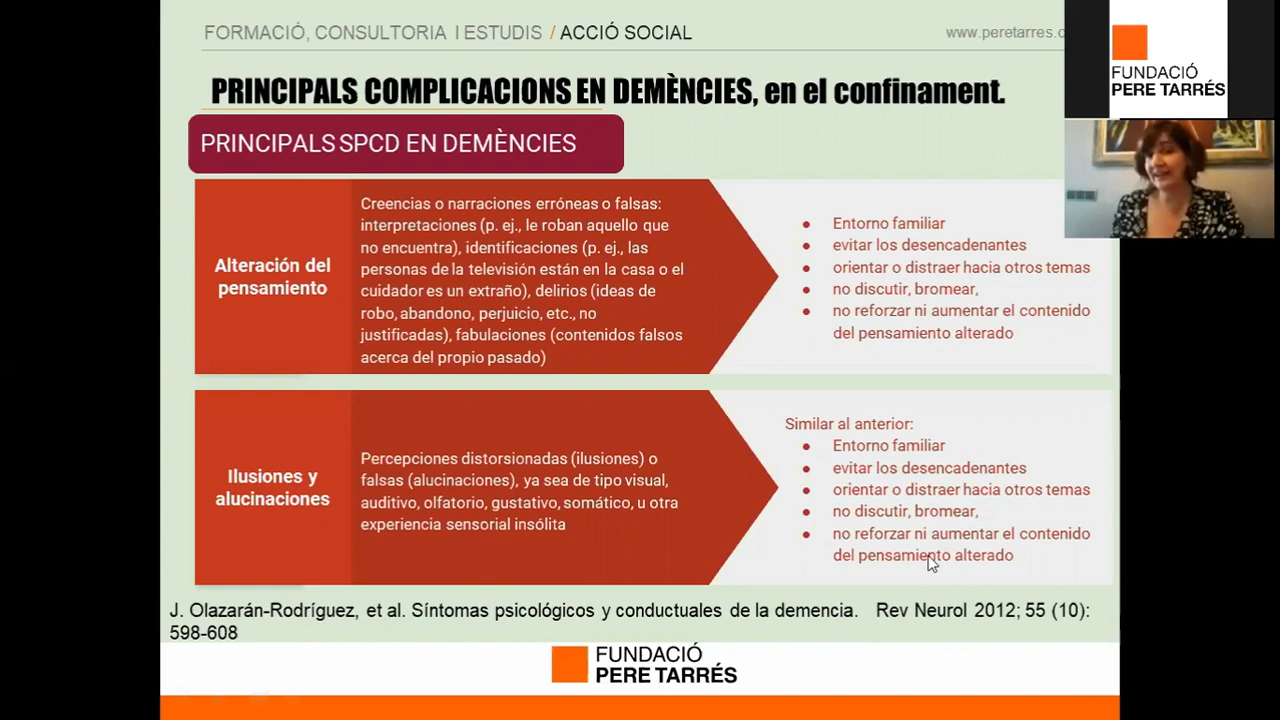 FORMACIÓ, CONSULTORIA I ESTUDIS / ACCIÓ SOCIAL
PRINCIPALS COMPLICACIONS EN DEMÈNCIES, en el confinament.
PRINCIPALS SPCD EN DEMÈNCIES
Alteración del
pensamiento
Creencias o narraciones erróneas o falsas:
interpretaciones (p. ej., le roban aquello que
no encuentra), identificaciones (p. ej., las
personas de la televisión están en la casa o el
cuidador es un extraño), delirios (ideas de
robo, abandono, perjuicio, etc., no
justificadas), fabulaciones (contenidos falsos
acerca del propio pasado)
• Entorno familiar
• evitar los desencadenantes
• orientar o distraer hacia otros temas
• no discutir, bromear,
• no reforzar ni aumentar el contenido
del pensamiento alterado
Ilusiones y
alucinaciones
Percepciones distorsionadas (ilusiones) o
falsas (alucinaciones), ya sea de tipo visual,
auditivo, olfatorio, gustativo, somático, u otra
experiencia sensorial insólita
Similar al anterior:
• Entorno familiar
• evitar los desencadenantes
• orientar o distraer hacia otros temas
• no discutir, bromear,
• no reforzar ni aumentar el contenido
del pensamiento alterado
J. Olazarán-Rodríguez, et al. Síntomas psicológicos y conductuales de la demencia. Rev Neurol 2012; 55 (10):
598-608
FUNDACIÓ
PERE TARRÉS
FUNDACIÓ
PERE TARRÉS